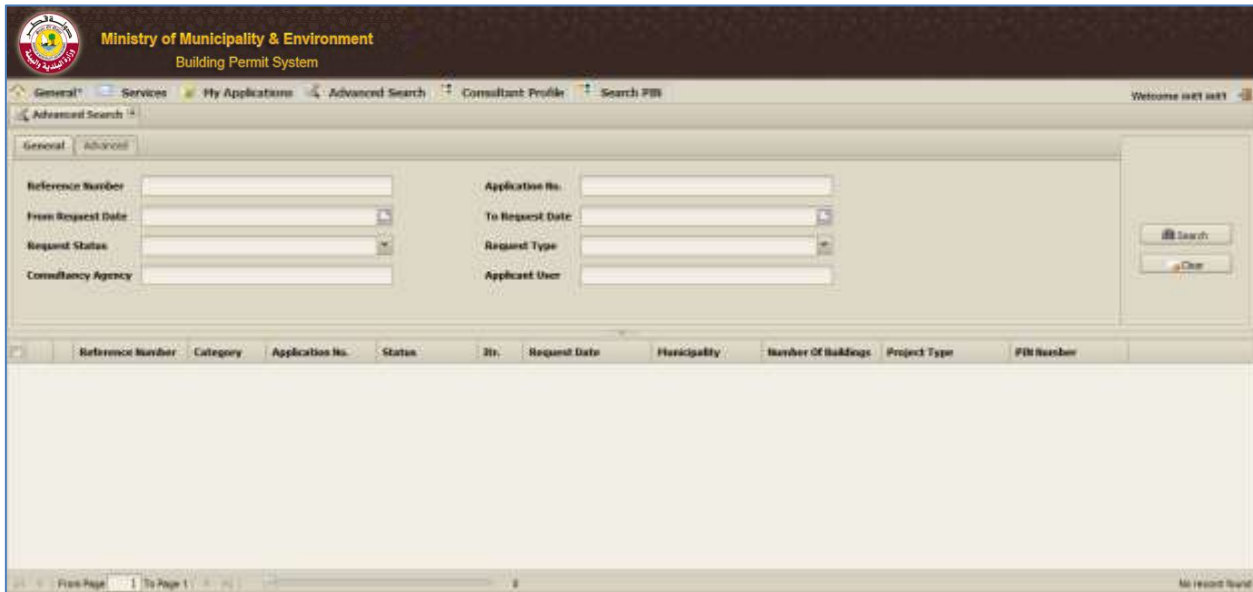 Ministry of Municipality & Environment
Building Permit System
General Services My Applications Advanced Search Consultant Profile Search PIN
Welcome
Advanced Search
General Advanced
Reference Number Application No.
From Request Date To Request Date
Request Status Request Type
Consultancy Agency Applicant User
Search
Clear
Reference Number Category Application No. Status Itr. Request Date Municipality Number Of Buildings Project Type PIN Number
From Page 1 To Page 1 No record found